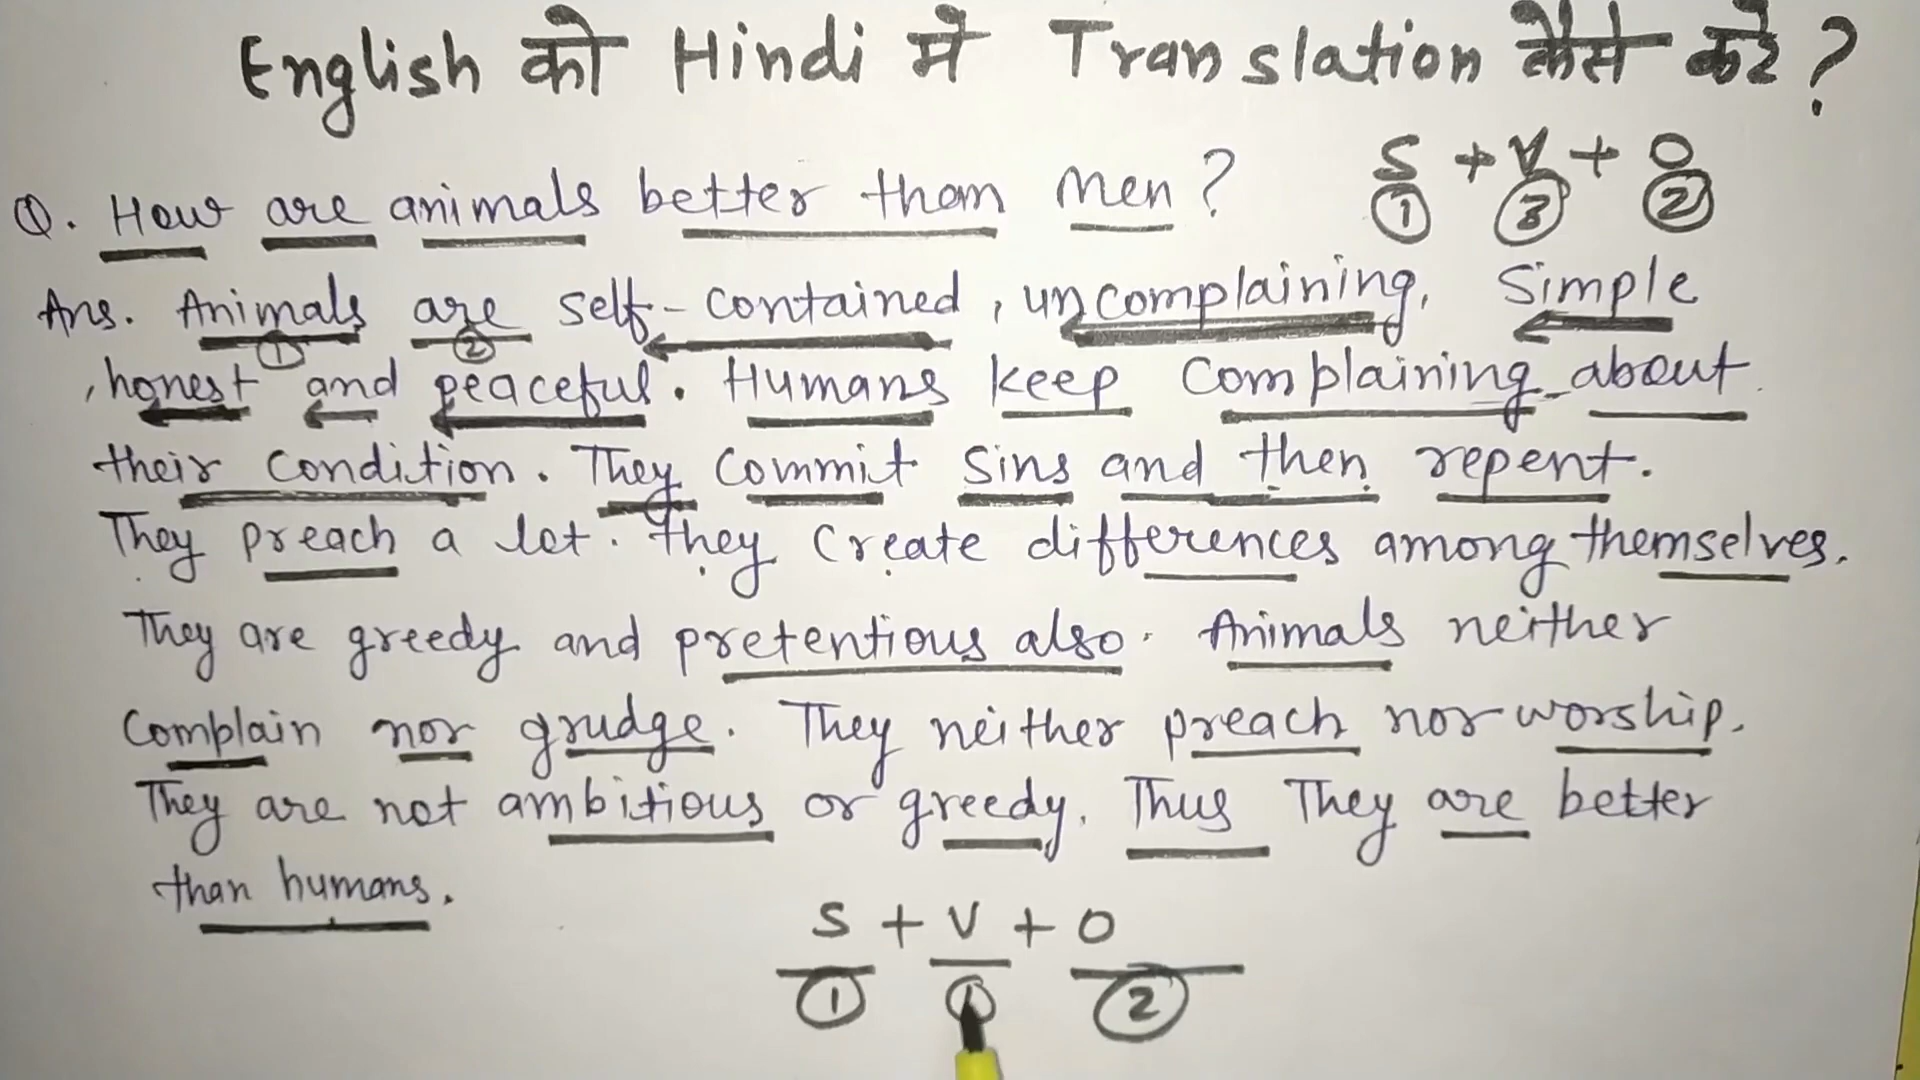 English को Hindi में Translation कैसे करे ?
S + V + O
① ③ ②
Q. How are animals better than Men ?
Ans. Animals are self-contained, uncomplaining, Simple
① ②
, honest and peaceful. Humans keep Complaining about
their Condition. They Commit Sins and then repent.
They preach a lot. They Create differences among themselves.
They are greedy and pretentious also. Animals neither
Complain nor grudge. They neither preach nor worship.
They are not ambitious or greedy. Thus They are better
than humans.
S + V + O
① ① ②